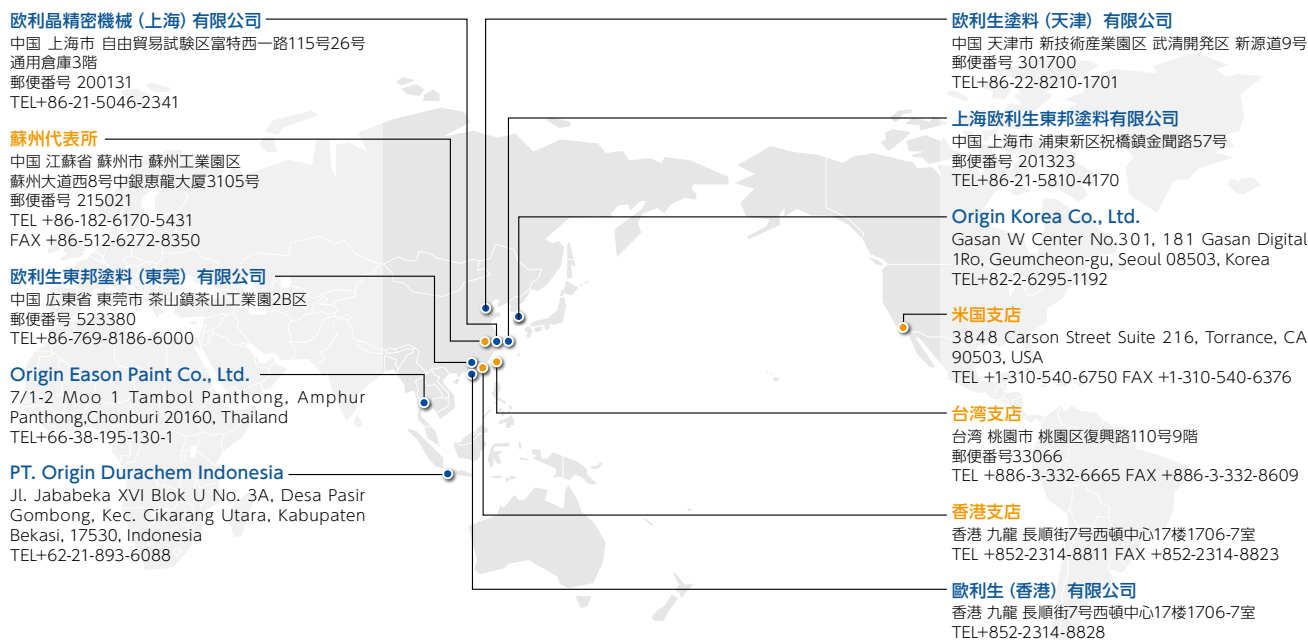 欧利晶精密機械（上海）有限公司
中国 上海市 自由貿易試験区富特西一路115号26号
通用倉庫3階
郵便番号 200131
TEL+86-21-5046-2341
蘇州代表所
中国 江蘇省 蘇州市 蘇州工業園区
蘇州大道西8号中銀恵龍大厦3105号
郵便番号 215021
TEL +86-182-6170-5431
FAX +86-512-6272-8350
欧利生東邦塗料（東莞）有限公司
中国 広東省 東莞市 茶山鎮茶山工業園2B区
郵便番号 523380
TEL+86-769-8186-6000
Origin Eason Paint Co., Ltd.
7/1-2 Moo 1 Tambol Panthong, Amphur
Panthong,Chonburi 20160, Thailand
TEL+66-38-195-130-1
PT. Origin Durachem Indonesia
Jl. Jababeka XVI Blok U No. 3A, Desa Pasir
Gombong, Kec. Cikarang Utara, Kabupaten
Bekasi, 17530, Indonesia
TEL+62-21-893-6088
欧利生塗料（天津）有限公司
中国 天津市 新技術産業園区 武清開発区 新源道9号
郵便番号 301700
TEL+86-22-8210-1701
上海欧利生東邦塗料有限公司
中国 上海市 浦東新区祝橋鎮金聞路57号
郵便番号 201323
TEL+86-21-5810-4170
Origin Korea Co., Ltd.
Gasan W Center No.301, 181 Gasan Digital
1Ro, Geumcheon-gu, Seoul 08503, Korea
TEL+82-2-6295-1192
米国支店
3848 Carson Street Suite 216, Torrance, CA
90503, USA
TEL +1-310-540-6750 FAX +1-310-540-6376
台湾支店
台湾 桃園市 桃園区復興路110号9階
郵便番号33066
TEL +886-3-332-6665 FAX +886-3-332-8609
香港支店
香港 九龍 長順街7号西頓中心17楼1706-7室
TEL +852-2314-8811 FAX +852-2314-8823
歐利生（香港）有限公司
香港 九龍 長順街7号西頓中心17楼1706-7室
TEL+852-2314-8828